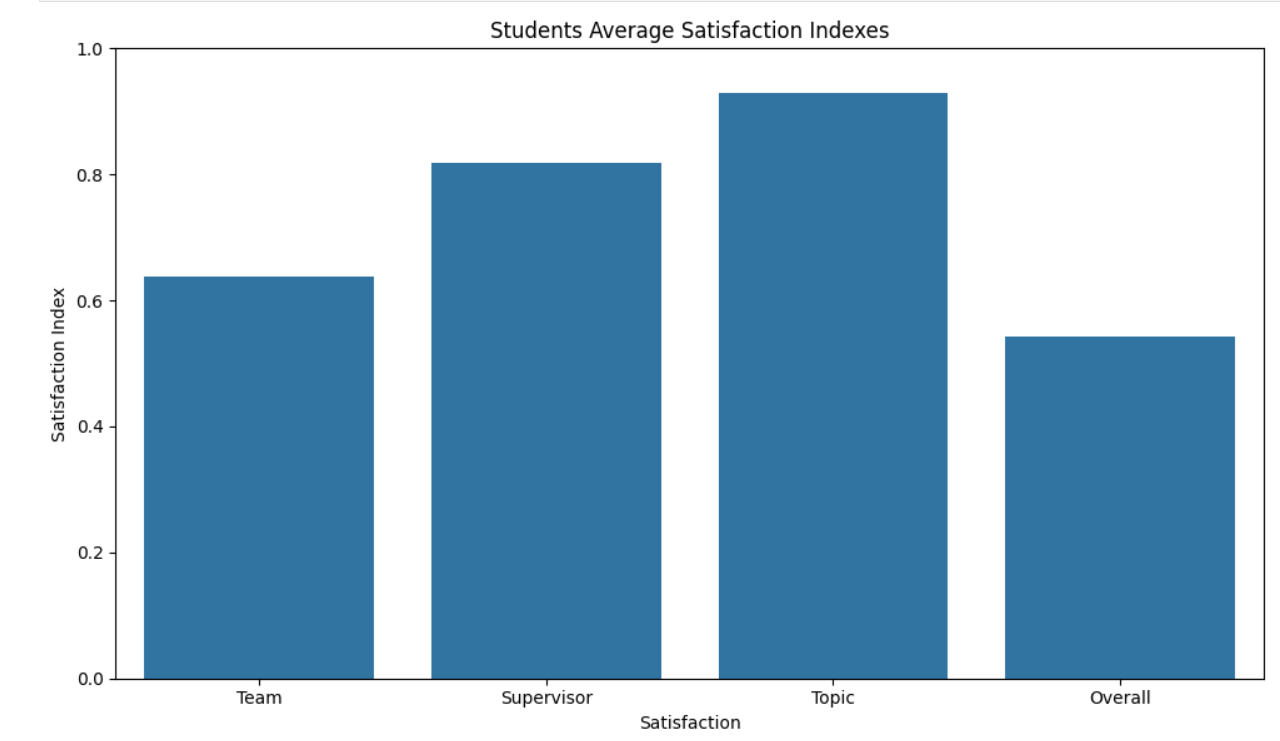 Students Average Satisfaction Indexes
1.0
0.8
0.6
0.4
0.2
0.0
Satisfaction Index
Team
Supervisor
Topic
Overall
Satisfaction